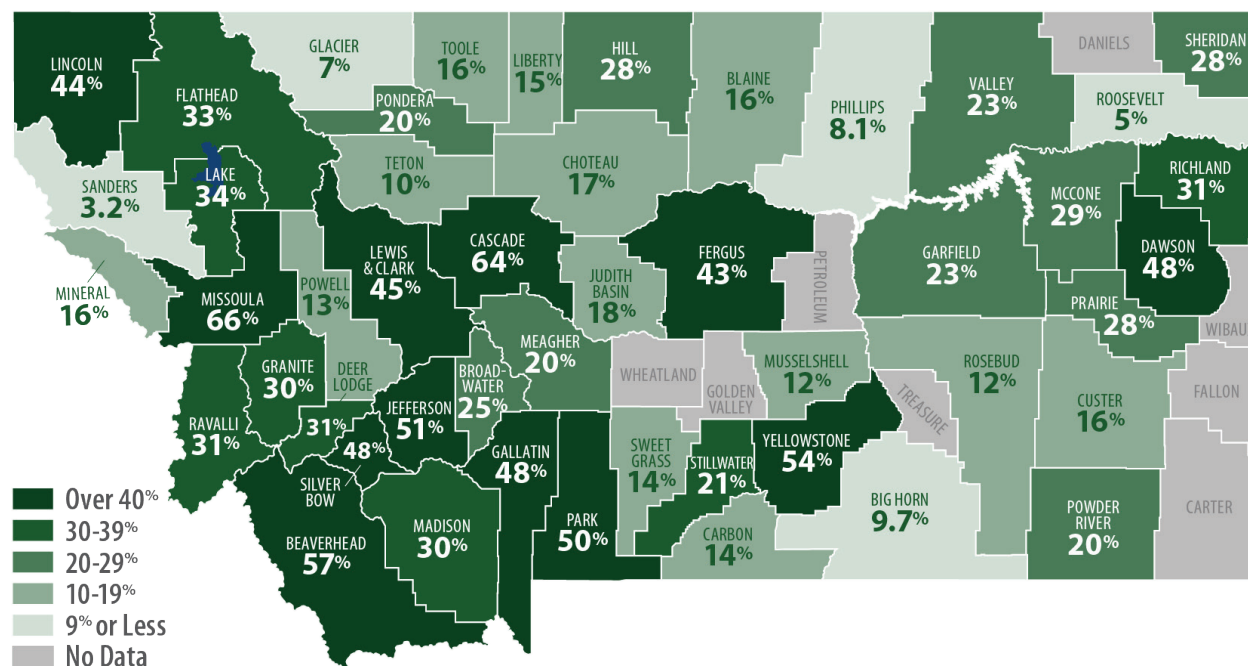 LINCOLN
44%
FLATHEAD
33%
GLACIER
7%
TOOLE
16%
LIBERTY
15%
HILL
28%
BLAINE
16%
PHILLIPS
8.1%
VALLEY
23%
DANIELS
SHERIDAN
28%
ROOSEVELT
5%
PONDERA
20%
SANDERS
3.2%
LAKE
34%
TETON
10%
CHOTEAU
17%
MCCONE
29%
RICHLAND
31%
MINERAL
16%
MISSOULA
66%
POWELL
13%
LEWIS
& CLARK
45%
CASCADE
64%
JUDITH
BASIN
18%
FERGUS
43%
PETROLEUM
GARFIELD
23%
DAWSON
48%
PRAIRIE
28%
WIBAU
RAVALLI
31%
GRANITE
30%
DEER
LODGE
31%
SILVER
BOW
48%
JEFFERSON
51%
BROAD-
WATER
25%
MEAGHER
20%
WHEATLAND
GOLDEN
VALLEY
MUSSELSHELL
12%
TREASURE
ROSEBUD
12%
CUSTER
16%
FALLON
BEAVERHEAD
57%
MADISON
30%
GALLATIN
48%
PARK
50%
SWEET
GRASS
14%
STILLWATER
21%
CARBON
14%
YELLOWSTONE
54%
BIG HORN
9.7%
POWDER
RIVER
20%
CARTER
Over 40%
30-39%
20-29%
10-19%
9% or Less
No Data